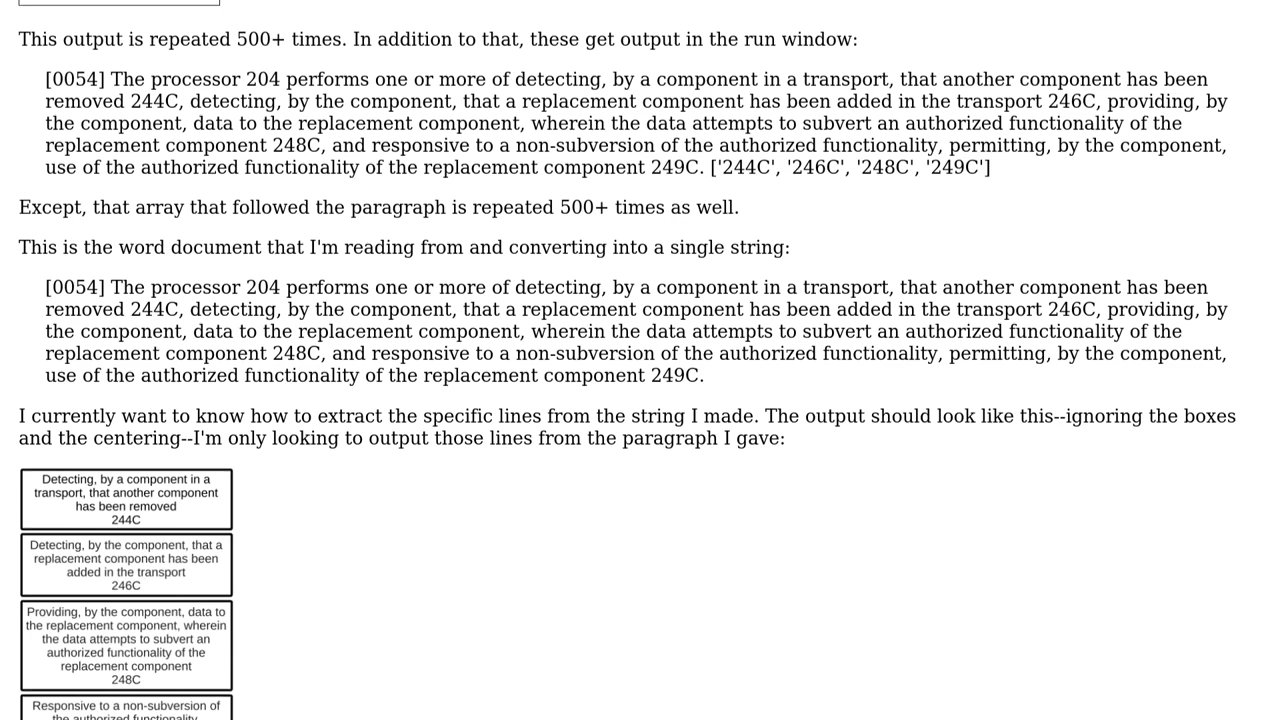 This output is repeated 500+ times. In addition to that, these get output in the run window:
[0054] The processor 204 performs one or more of detecting, by a component in a transport, that another component has been
removed 244C, detecting, by the component, that a replacement component has been added in the transport 246C, providing, by
the component, data to the replacement component, wherein the data attempts to subvert an authorized functionality of the
replacement component 248C, and responsive to a non-subversion of the authorized functionality, permitting, by the component,
use of the authorized functionality of the replacement component 249C. ['244C', '246C', '248C', '249C']
Except, that array that followed the paragraph is repeated 500+ times as well.
This is the word document that I'm reading from and converting into a single string:
[0054] The processor 204 performs one or more of detecting, by a component in a transport, that another component has been
removed 244C, detecting, by the component, that a replacement component has been added in the transport 246C, providing, by
the component, data to the replacement component, wherein the data attempts to subvert an authorized functionality of the
replacement component 248C, and responsive to a non-subversion of the authorized functionality, permitting, by the component,
use of the authorized functionality of the replacement component 249C.
I currently want to know how to extract the specific lines from the string I made. The output should look like this--ignoring the boxes
and the centering--I'm only looking to output those lines from the paragraph I gave:
Detecting, by a component in a
transport, that another component
has been removed
244C
Detecting, by the component, that a
replacement component has been
added in the transport
246C
Providing, by the component, data to
the replacement component, wherein
the data attempts to subvert an
authorized functionality of the
replacement component
248C
Responsive to a non-subversion of
the authorized functionality